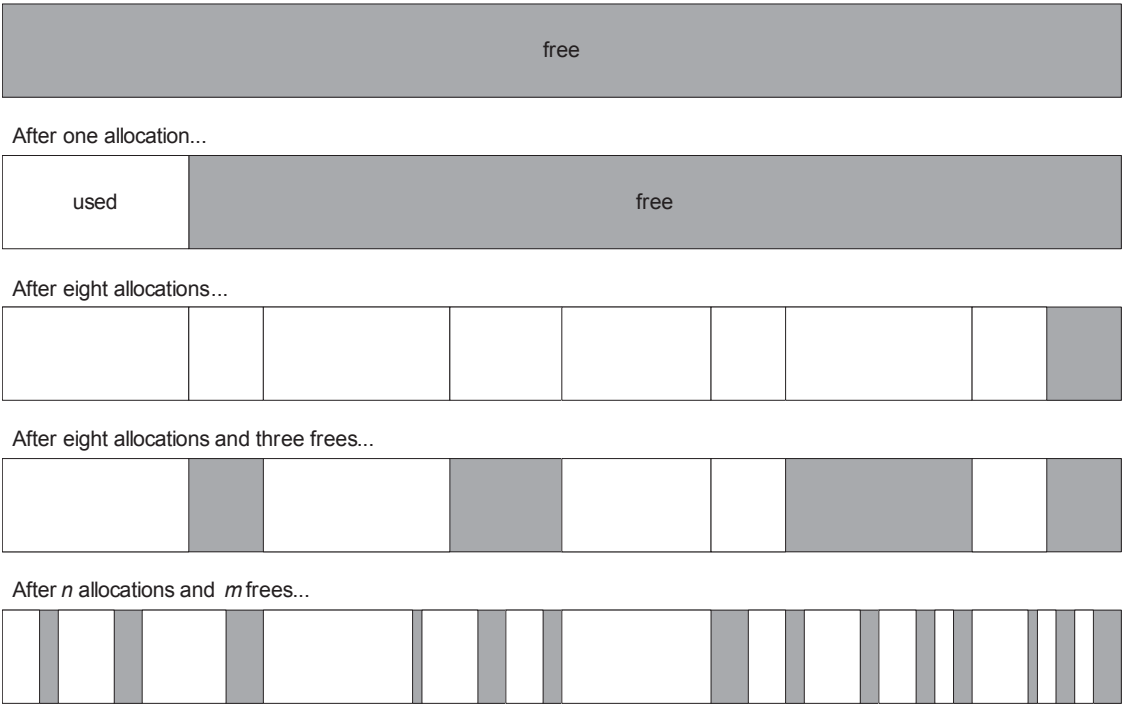 free
After one allocation...
used free
After eight allocations...
After eight allocations and three frees...
After n allocations and m frees...